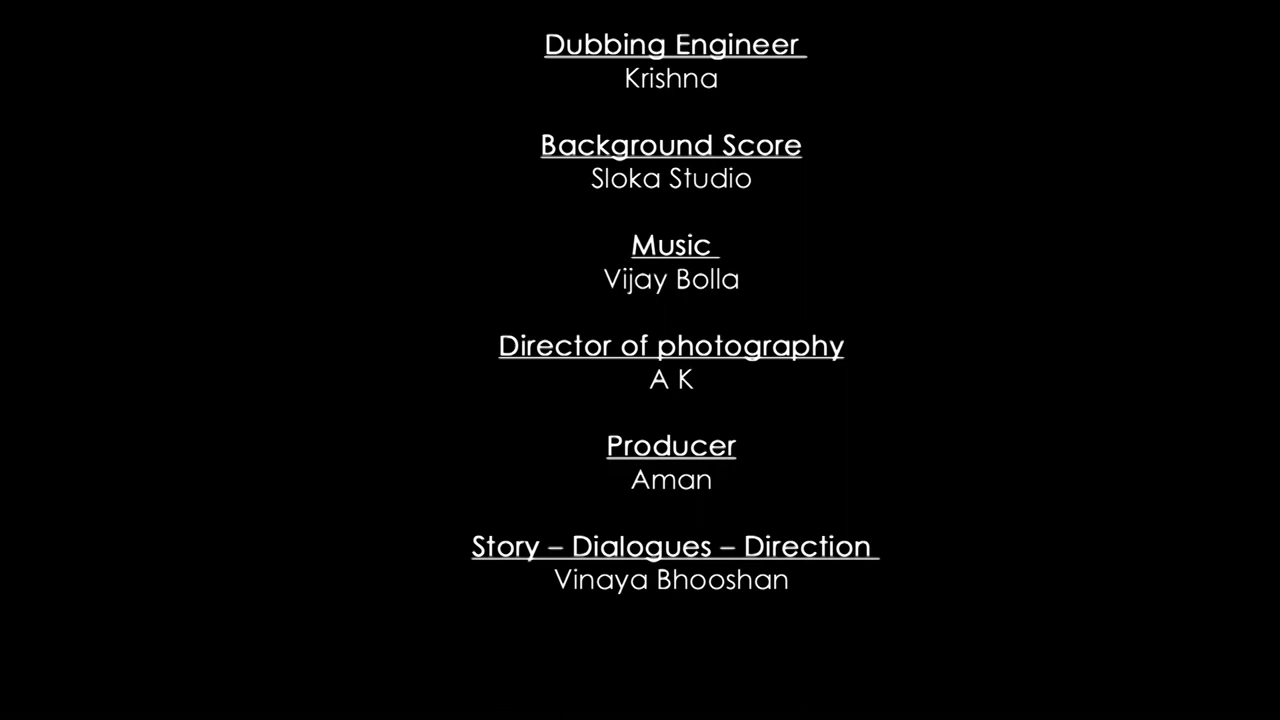 Dubbing Engineer
Krishna
Background Score
Sloka Studio
Music
Vijay Bolla
Director of photography
A K
Producer
Aman
Story – Dialogues – Direction
Vinaya Bhooshan